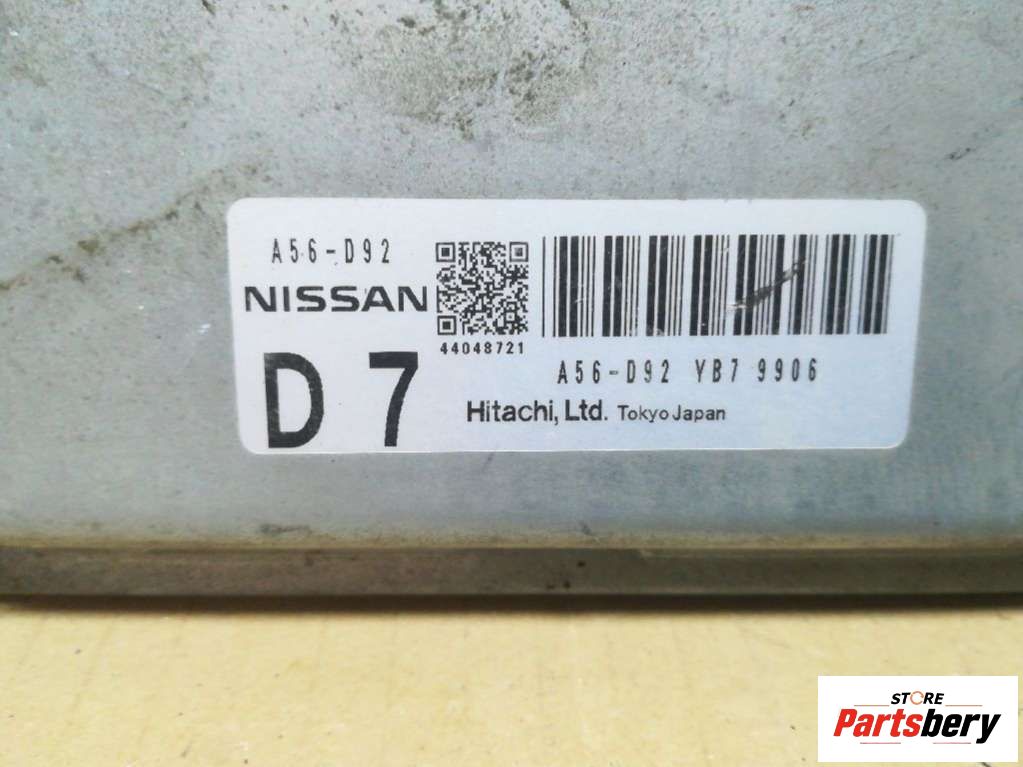 A56-D92
NISSAN
44048721
D 7
A56-D92 YB7 9906
Hitachi, Ltd. Tokyo Japan
STORE
Partsbery